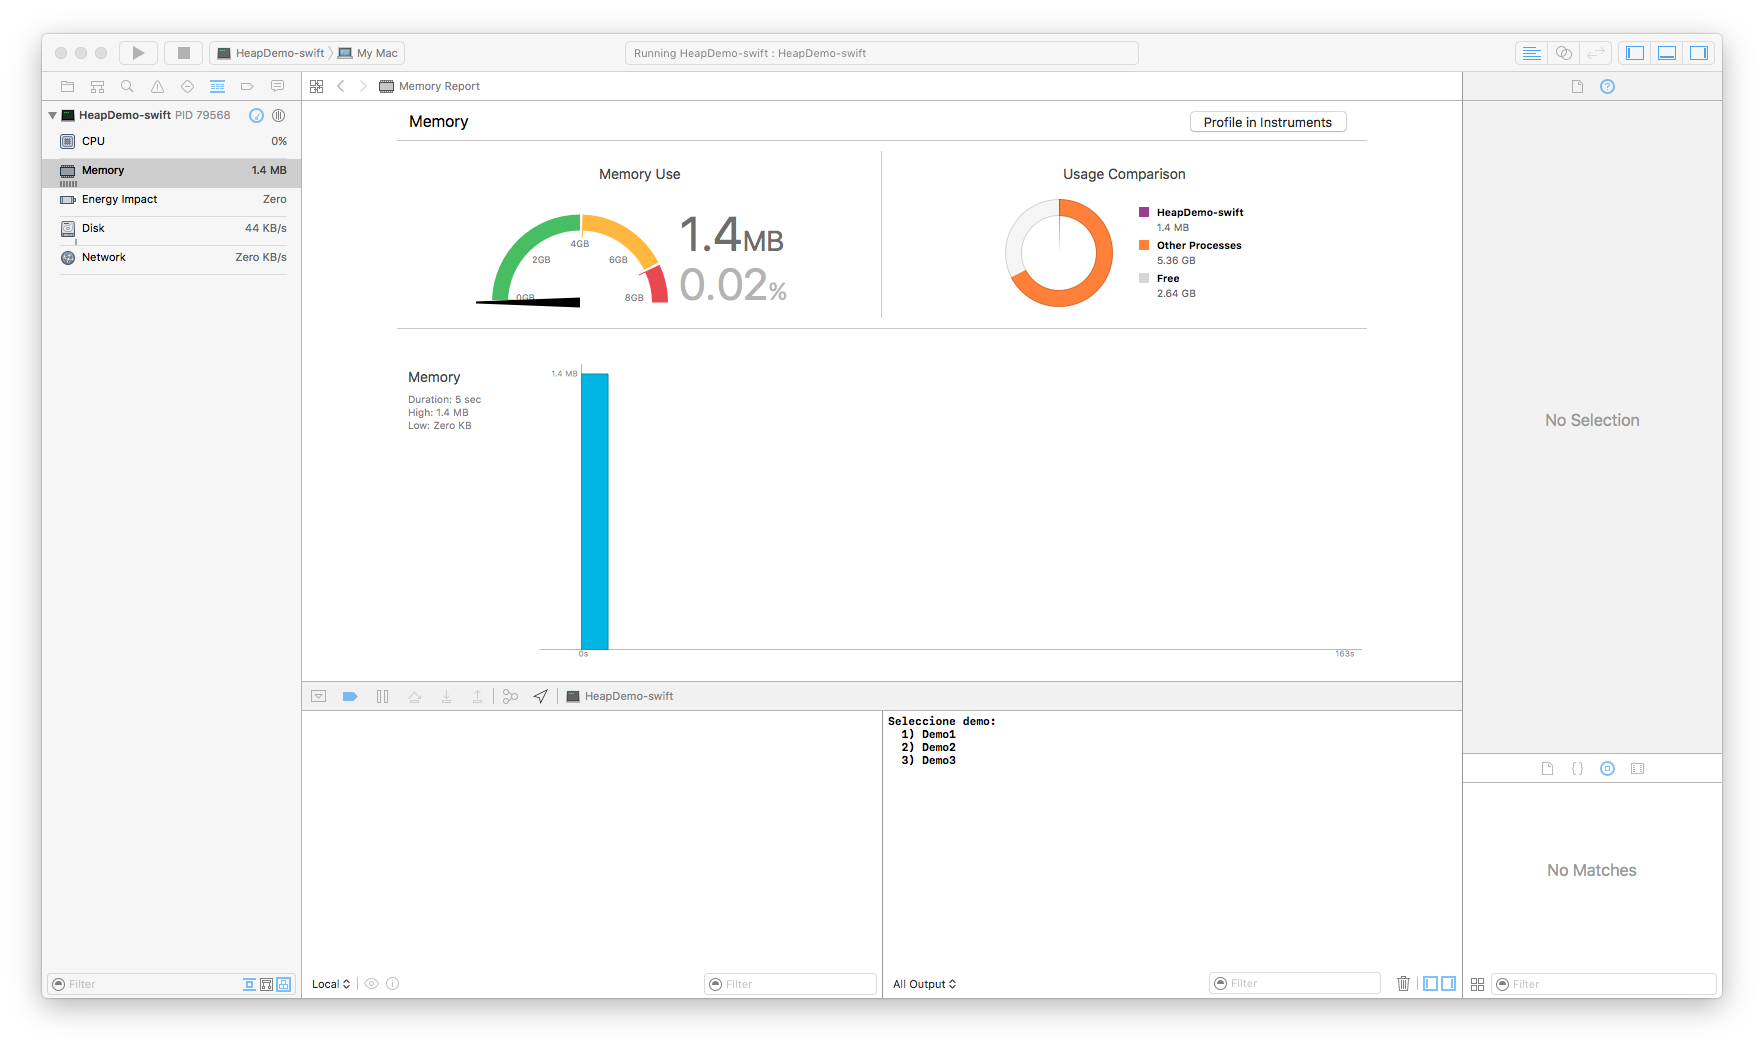 HeapDemo-swift
My Mac
Running HeapDemo-swift : HeapDemo-swift
HeapDemo-swift PID 79568
CPU 0%
Memory 1.4 MB
Energy Impact Zero
Disk 44 KB/s
Network Zero KB/s
Filter
Memory Report
Memory
Profile in Instruments
Memory Use
0GB
2GB
4GB
6GB
8GB
1.4MB
0.02%
Usage Comparison
HeapDemo-swift
1.4 MB
Other Processes
5.36 GB
Free
2.64 GB
Memory
Duration: 5 sec
High: 1.4 MB
Low: Zero KB
1.4 MB
0s
163s
HeapDemo-swift
Local
Filter
Seleccione demo:
1) Demo1
2) Demo2
3) Demo3
All Output
Filter
No Selection
No Matches
Filter